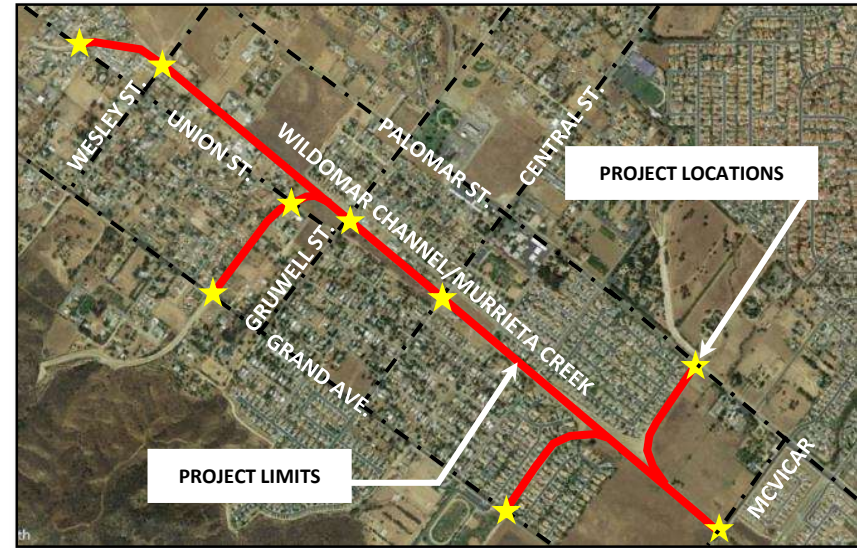 WESLEY ST.
UNION ST
WILDOMAR CHANNEL/MURRIETA CREEK
PALOMAR ST.
CENTRAL ST.
PROJECT LOCATIONS
GRUWELL ST.
GRAND AVE.
PROJECT LIMITS
MCVICAR
th